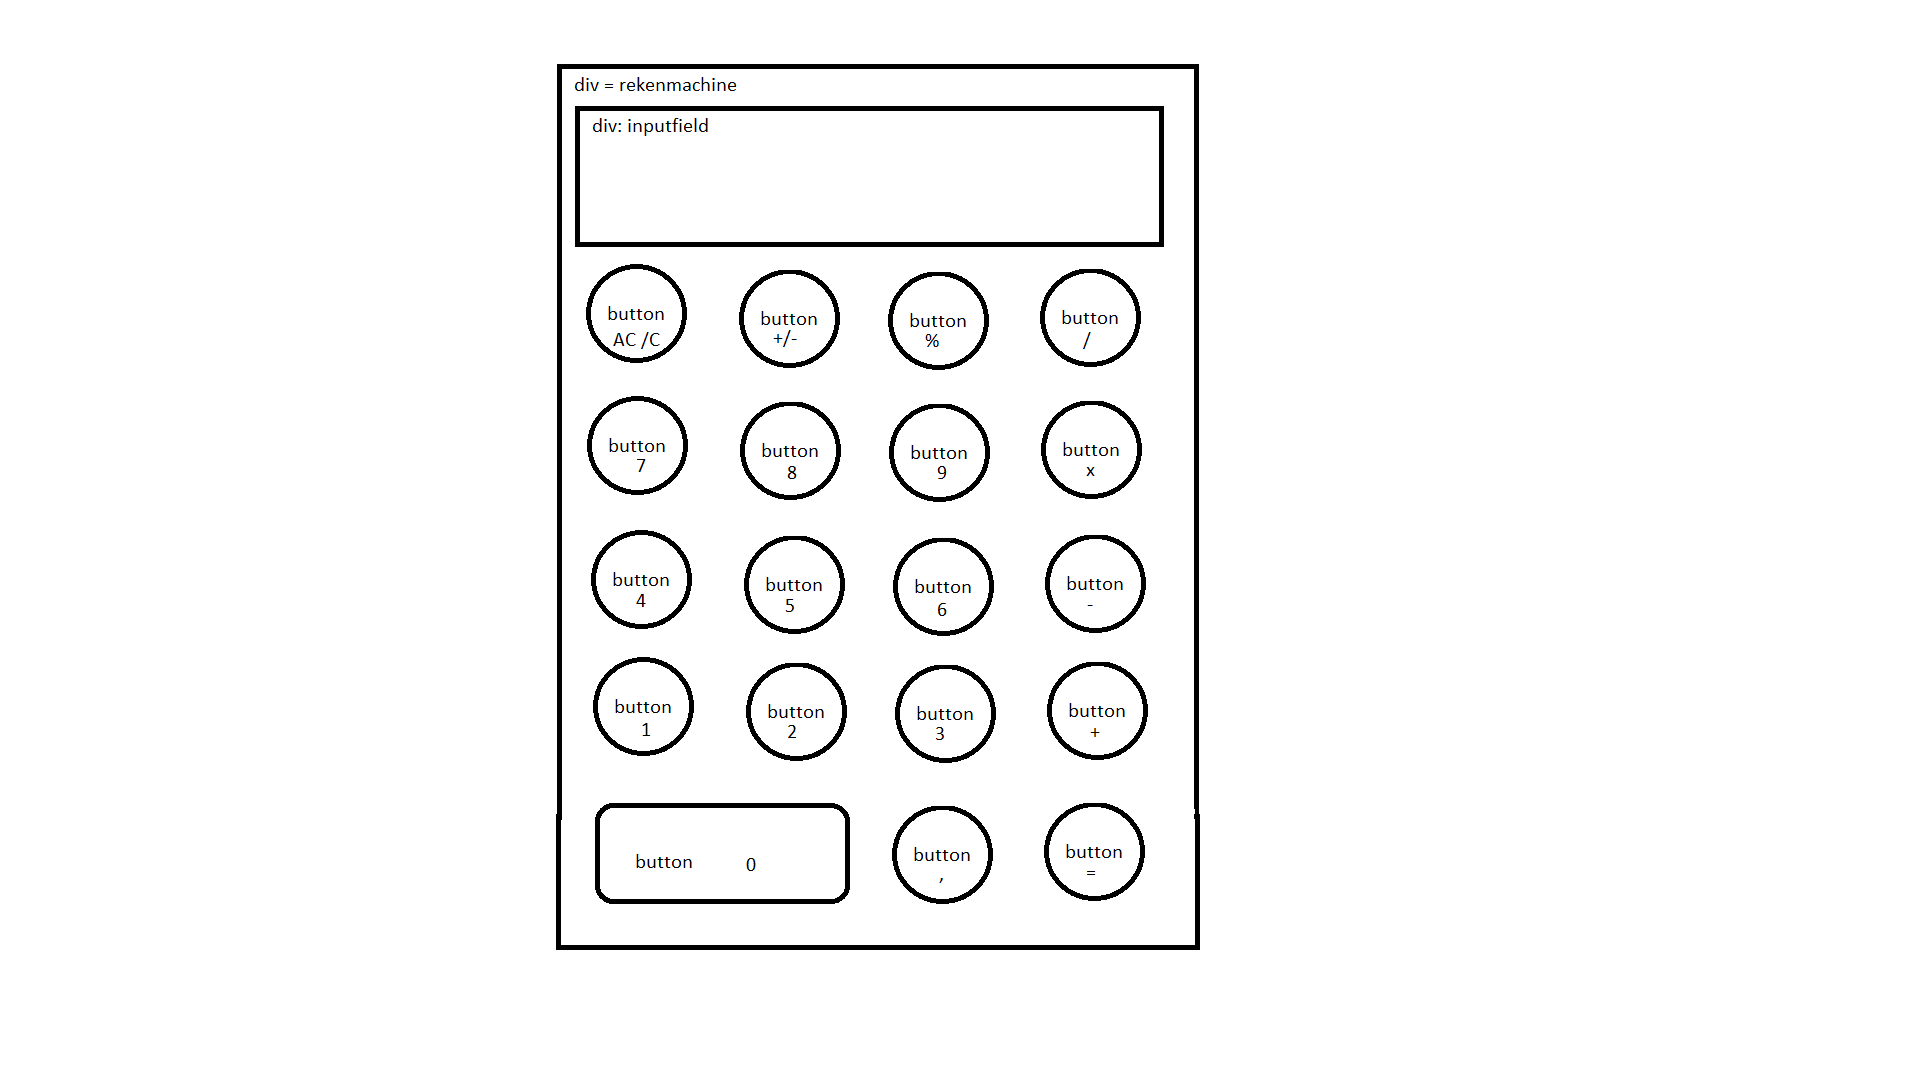 div = rekenmachine
div: inputfield
button
AC /C
button
+/-
button
%
button
/
button
7
button
8
button
9
button
x
button
4
button
5
button
6
button
-
button
1
button
2
button
3
button
+
button 0
button
,
button
=